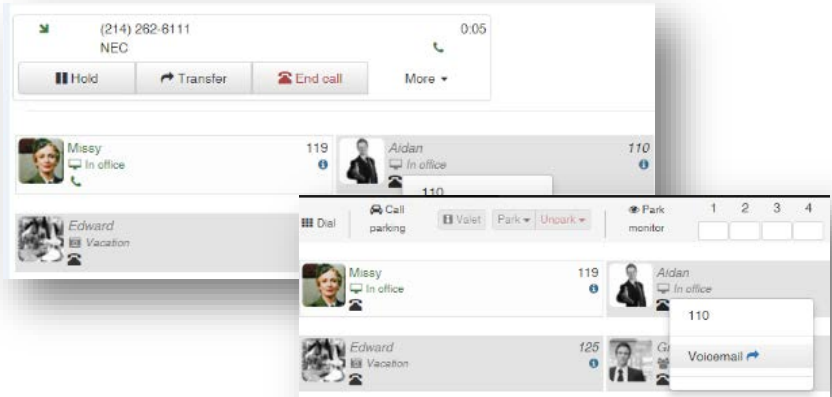 (214) 262-6111 0:05
NEC
Hold Transfer End call More
Missy 119 Aidan 110
In office In office
110
Edward
Vacation
Dial Call parking Valet Park Unpark Park monitor 1 2 3 4
Missy 119 Aidan
In office In office
110
Edward 125 G
Vacation
Voicemail